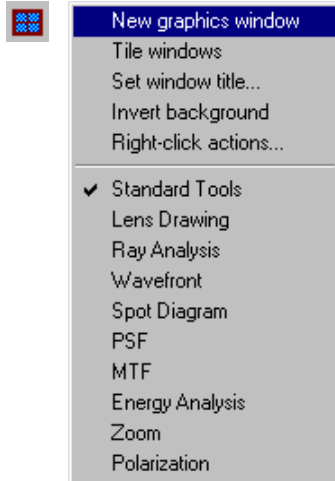 New graphics window
Tile windows
Set window title...
Invert background
Right-click actions...
Standard Tools
Lens Drawing
Ray Analysis
Wavefront
Spot Diagram
PSF
MTF
Energy Analysis
Zoom
Polarization